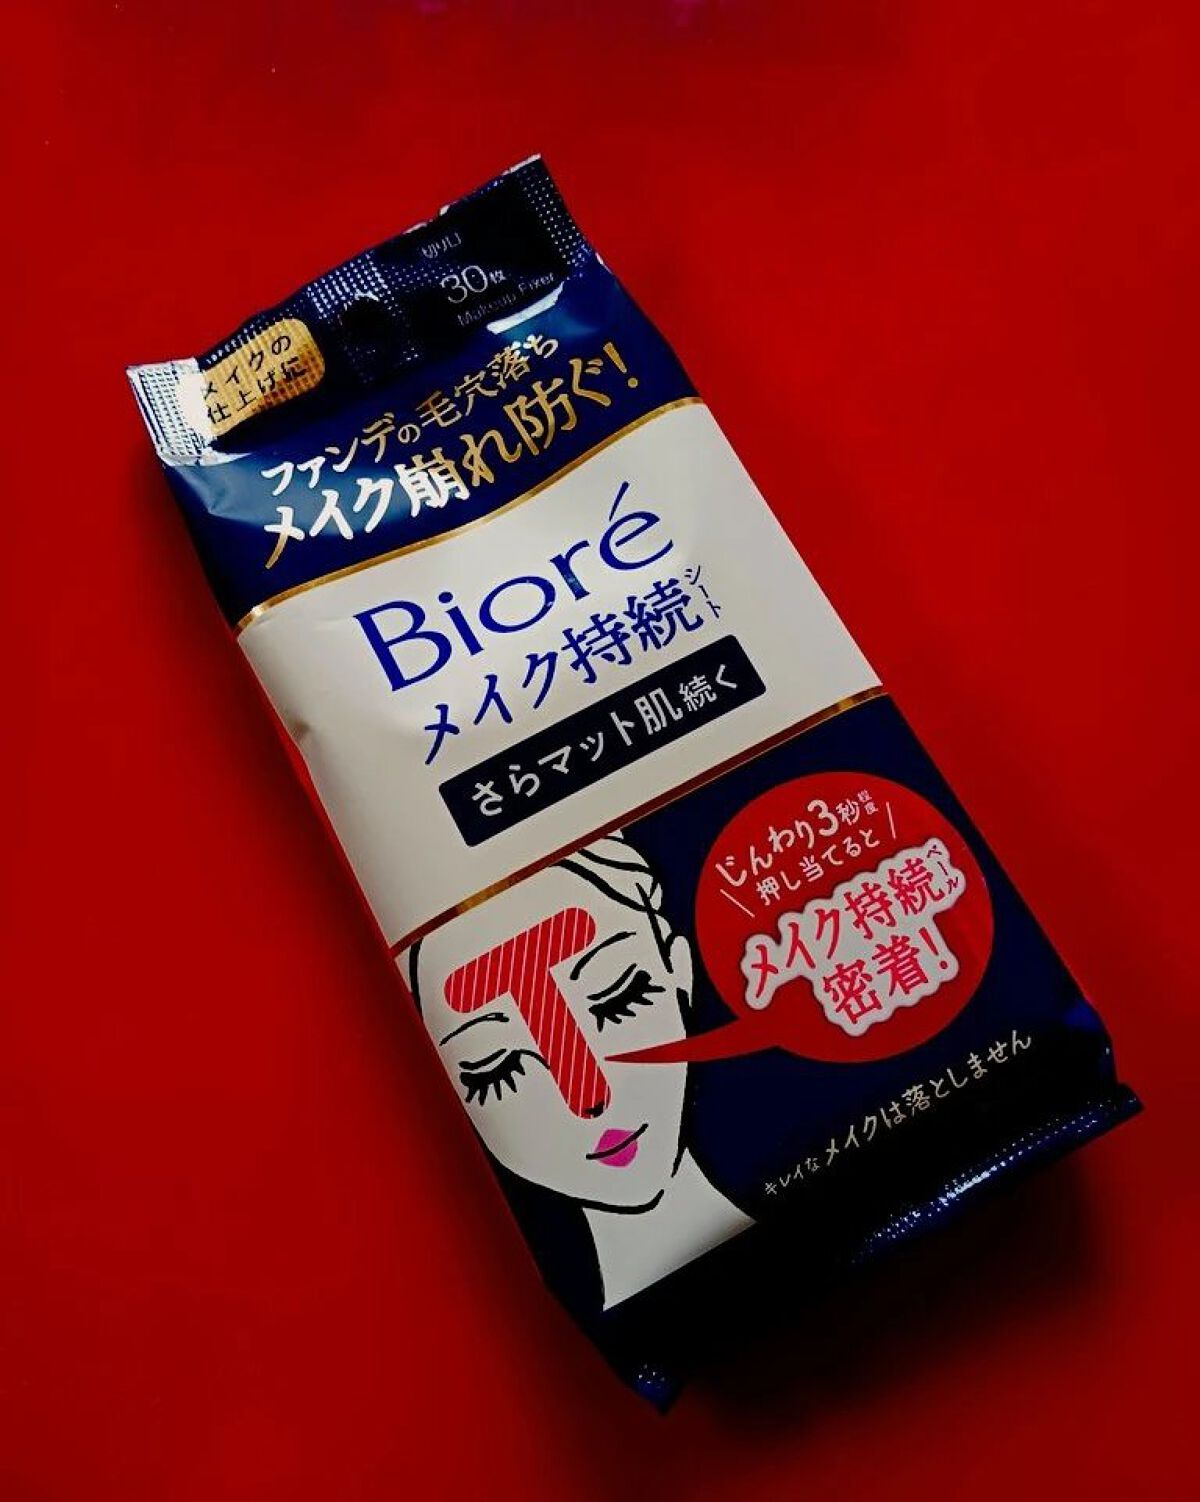 切り口
30枚
Makeup Fixer
メイクの
仕上げに
ファンデの毛穴落ち
メイク崩れ防ぐ!
Bioré
メイク持続シート
さらマット肌続く
じんわり3秒程度
押し当てると
メイク持続ベール
密着!
キレイなメイクは落としません